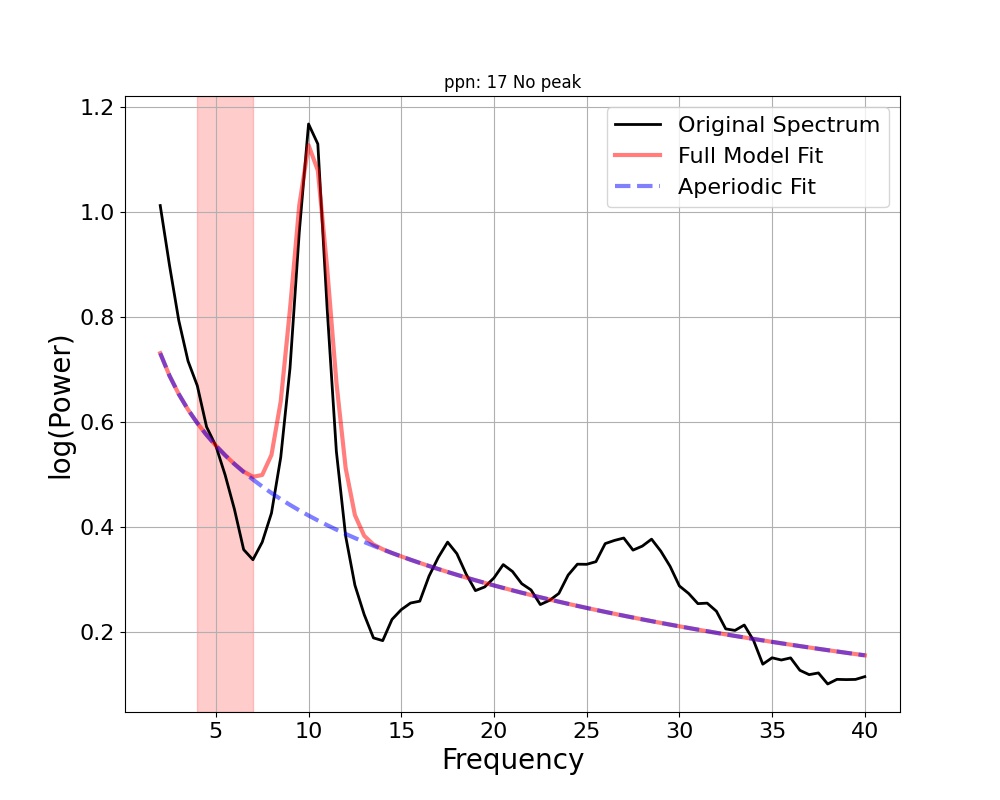 ppn: 17 No peak
1.2
1.0
0.8
0.6
0.4
0.2
log(Power)
Original Spectrum
Full Model Fit
Aperiodic Fit
5 10 15 20 25 30 35 40
Frequency